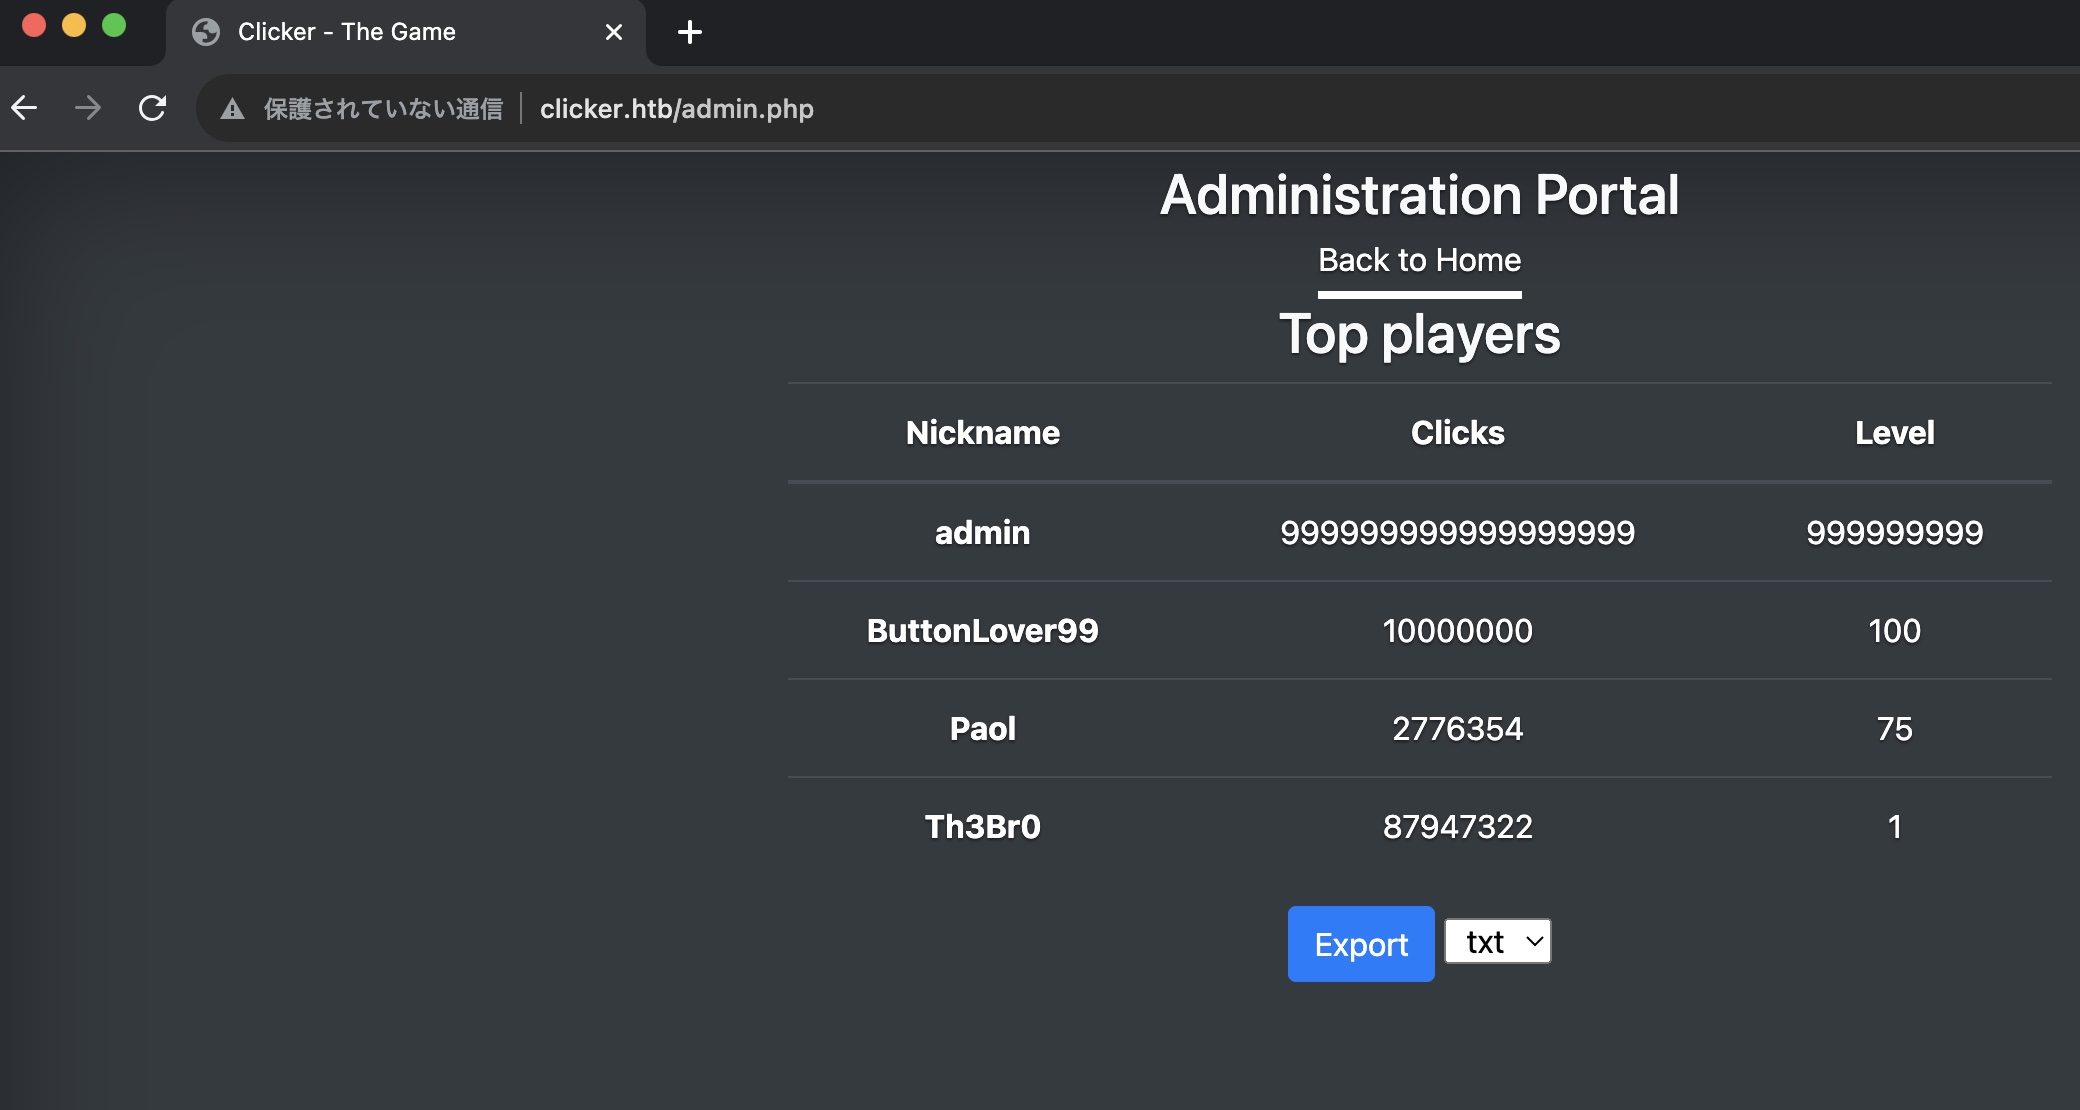 Clicker - The Game
保護されていない通信 clicker.htb/admin.php
Administration Portal
Back to Home
Top players
Nickname Clicks Level
admin 999999999999999999 999999999
ButtonLover99 10000000 100
Paol 2776354 75
Th3Br0 87947322 1
Export txt